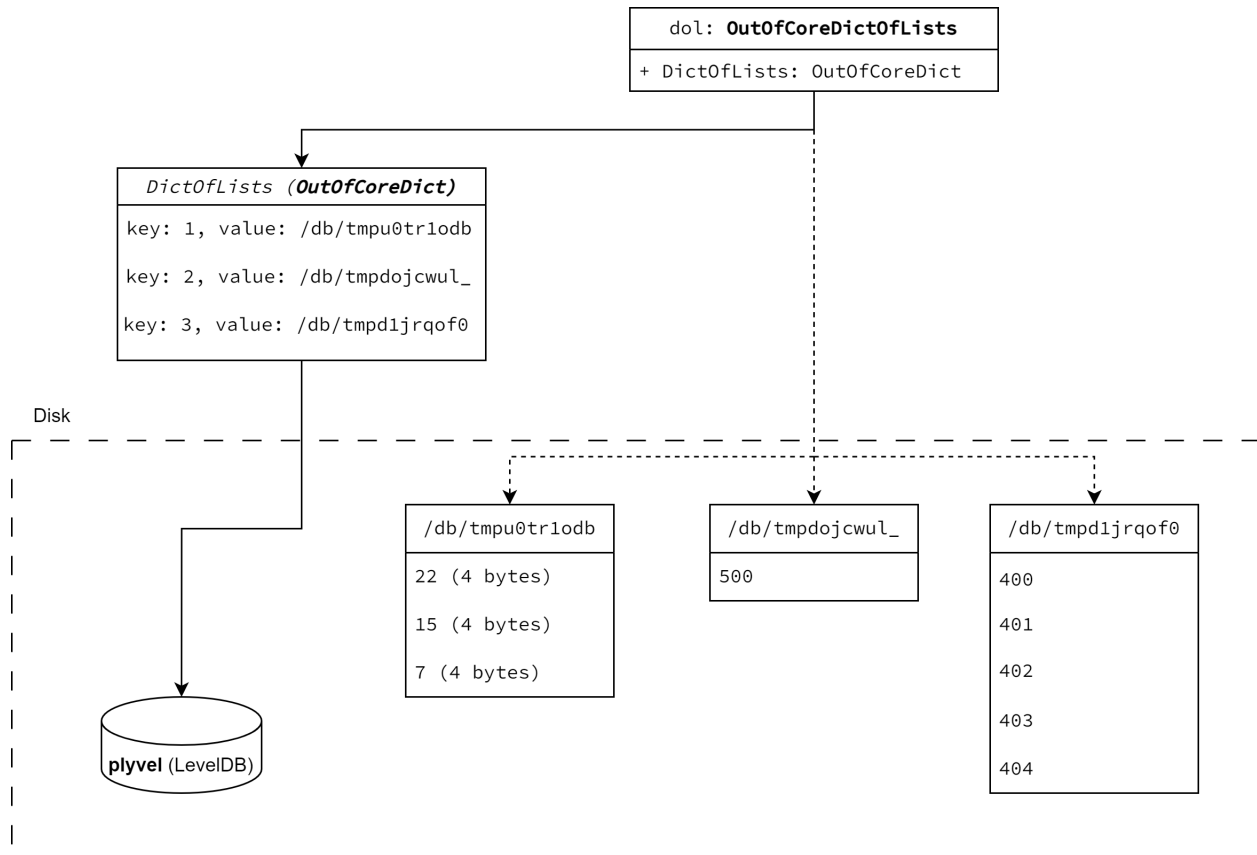 dol: OutOfCoreDictOfLists
+ DictOfLists: OutOfCoreDict
DictOfLists (OutOfCoreDict)
key: 1, value: /db/tmpu0tr1odb
key: 2, value: /db/tmpdojcwul_
key: 3, value: /db/tmpd1jrqof0
Disk
/db/tmpu0tr1odb
22 (4 bytes)
15 (4 bytes)
7 (4 bytes)
/db/tmpdojcwul_
500
/db/tmpd1jrqof0
400
401
402
403
404
plyvel (LevelDB)